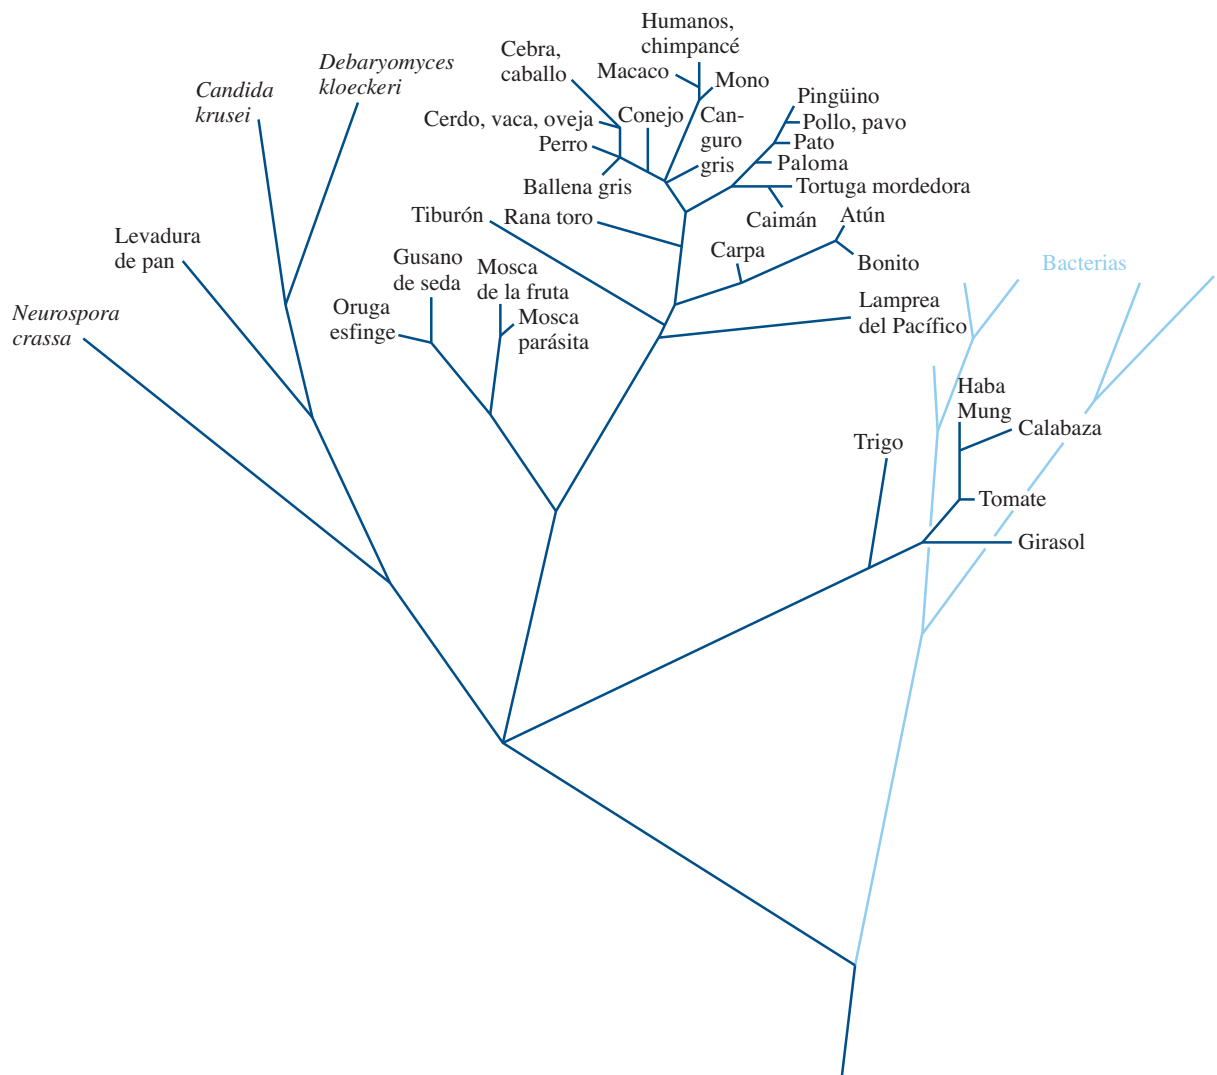 Humanos,
chimpancé
Cebra,
caballo
Macaco
Mono
Debaryomyces
kloeckeri
Candida
krusei
Pingüino
Cerdo, vaca, oveja
Conejo
Can-
guro
gris
Pollo, pavo
Perro
Pato
Paloma
Ballena gris
Tortuga mordedora
Tiburón
Rana toro
Caimán
Atún
Levadura
de pan
Carpa
Bonito
Bacterias
Gusano
de seda
Mosca
de la fruta
Oruga
esfinge
Mosca
parásita
Lamprea
del Pacífico
Neurospora
crassa
Haba
Mung
Calabaza
Trigo
Tomate
Girasol